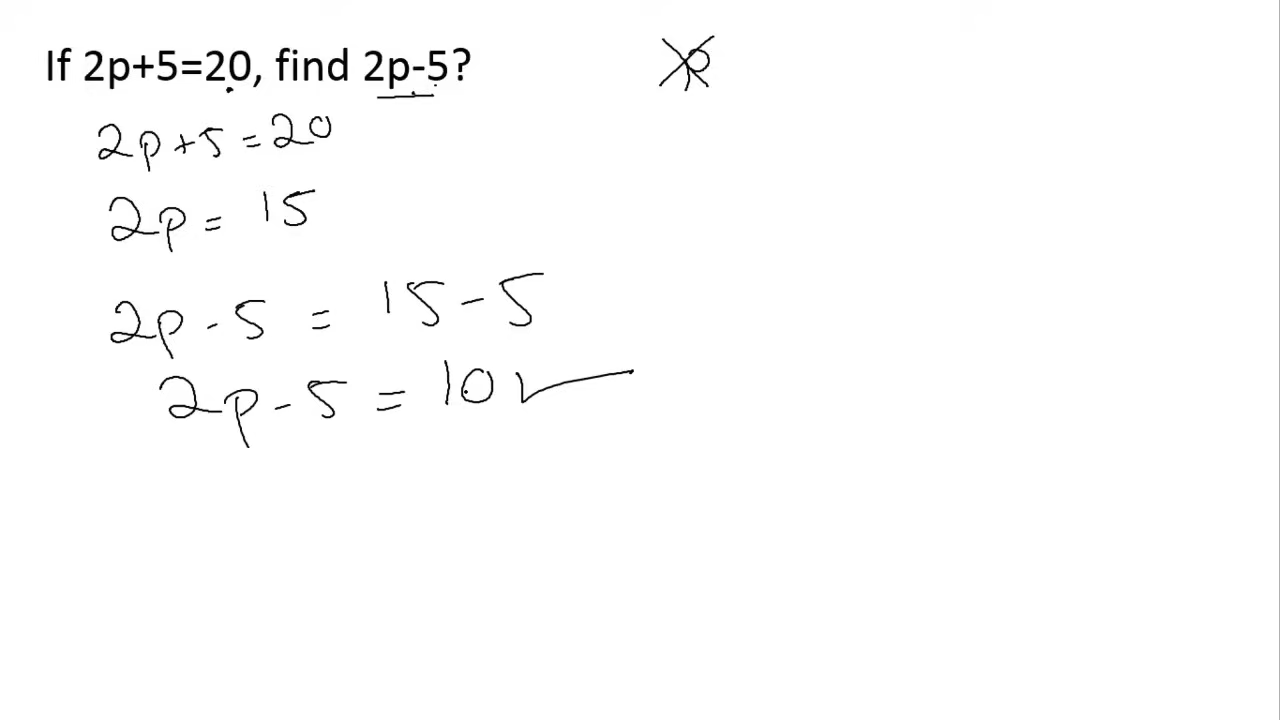 If 2p+5=20, find 2p-5?
p
2p+5=20
2p = 15
2p - 5 = 15 - 5
2p - 5 = 10 ✓